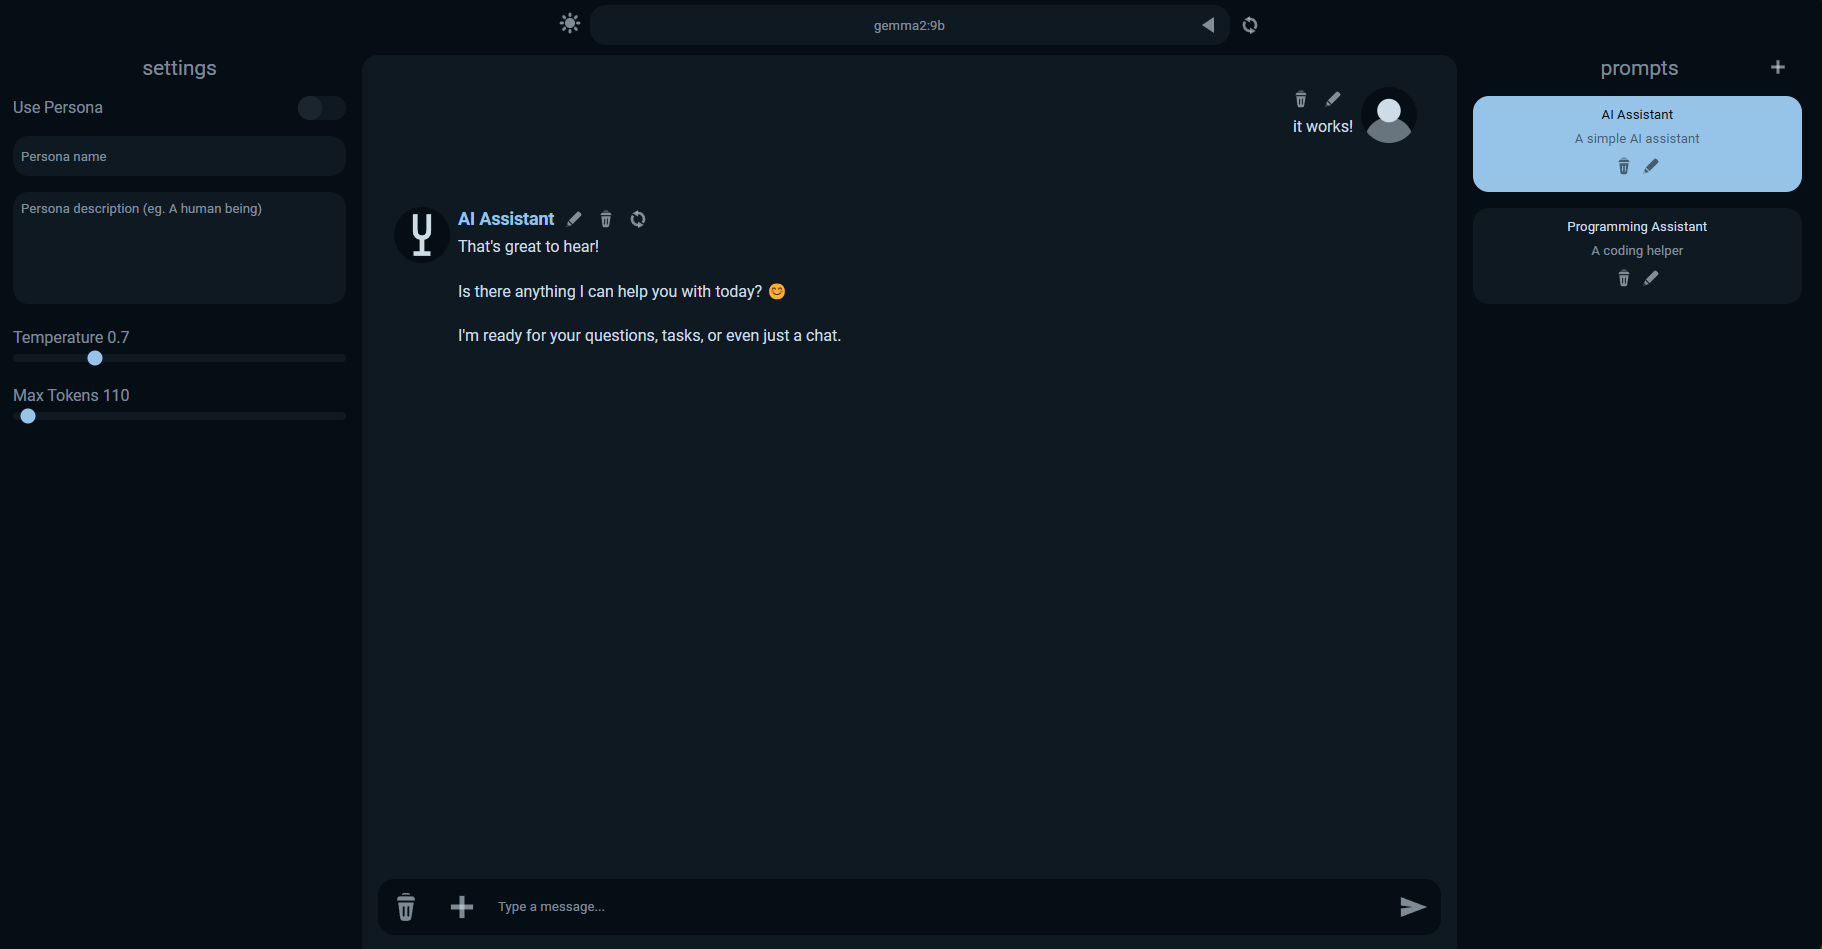 gemma2:9b
settings
Use Persona
Persona name
Persona description (eg. A human being)
Temperature 0.7
Max Tokens 110
it works!
AI Assistant
That's great to hear!
Is there anything I can help you with today? 😊
I'm ready for your questions, tasks, or even just a chat.
Type a message...
prompts
AI Assistant
A simple AI assistant
Programming Assistant
A coding helper